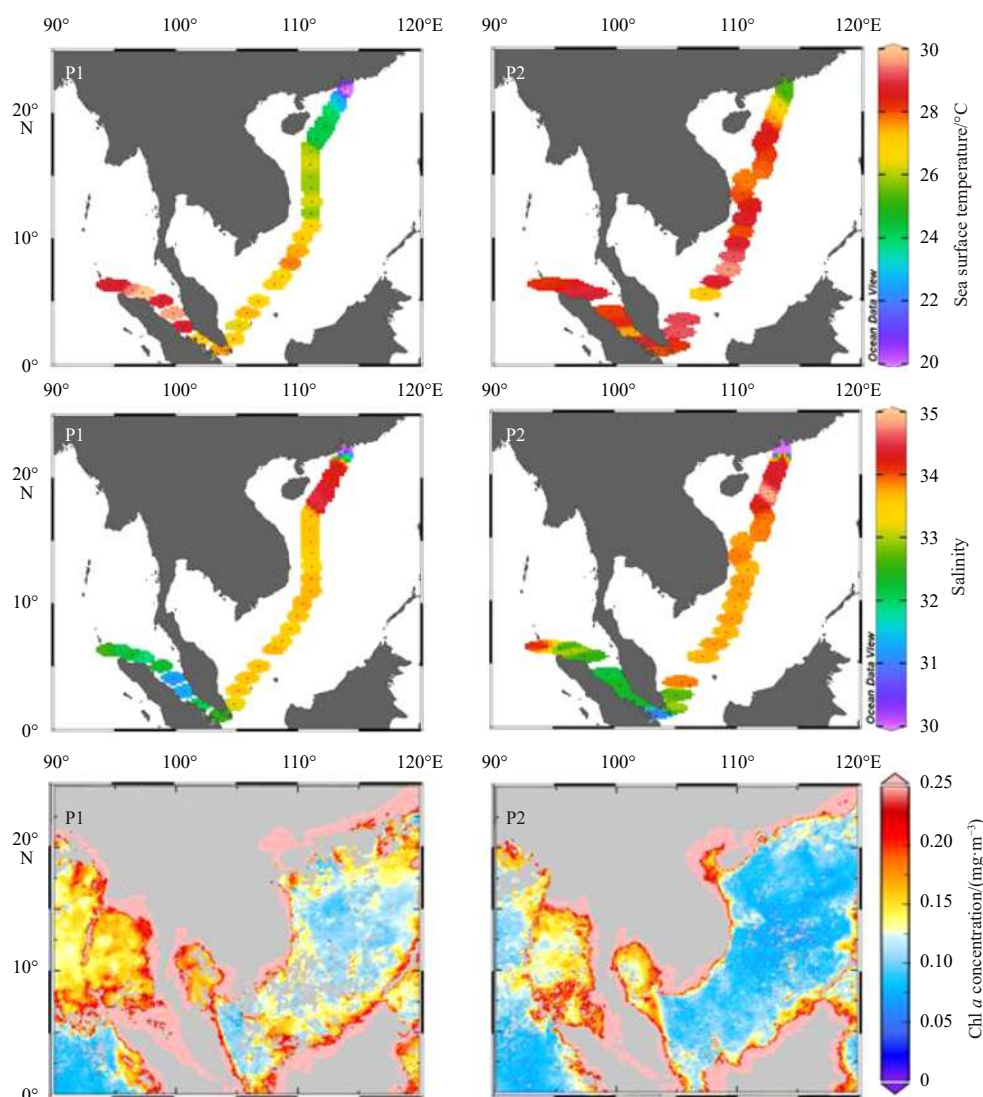 90° 100° 110° 120°E 90° 100° 110° 120°E
P1 P2 30
20°
N 28
26
10° 24
22
0° 20
Sea surface temperature/°C
Ocean Data View
90° 100° 110° 120°E 90° 100° 110° 120°E
P1 P2 35
20°
N 34
33
10° 32
31
0° 30
Salinity
Ocean Data View
90° 100° 110° 120°E 90° 100° 110° 120°E
P1 P2 0.25
20°
N 0.20
0.15
10° 0.10
0.05
0° 0
Chl a concentration/(mg·m⁻³)